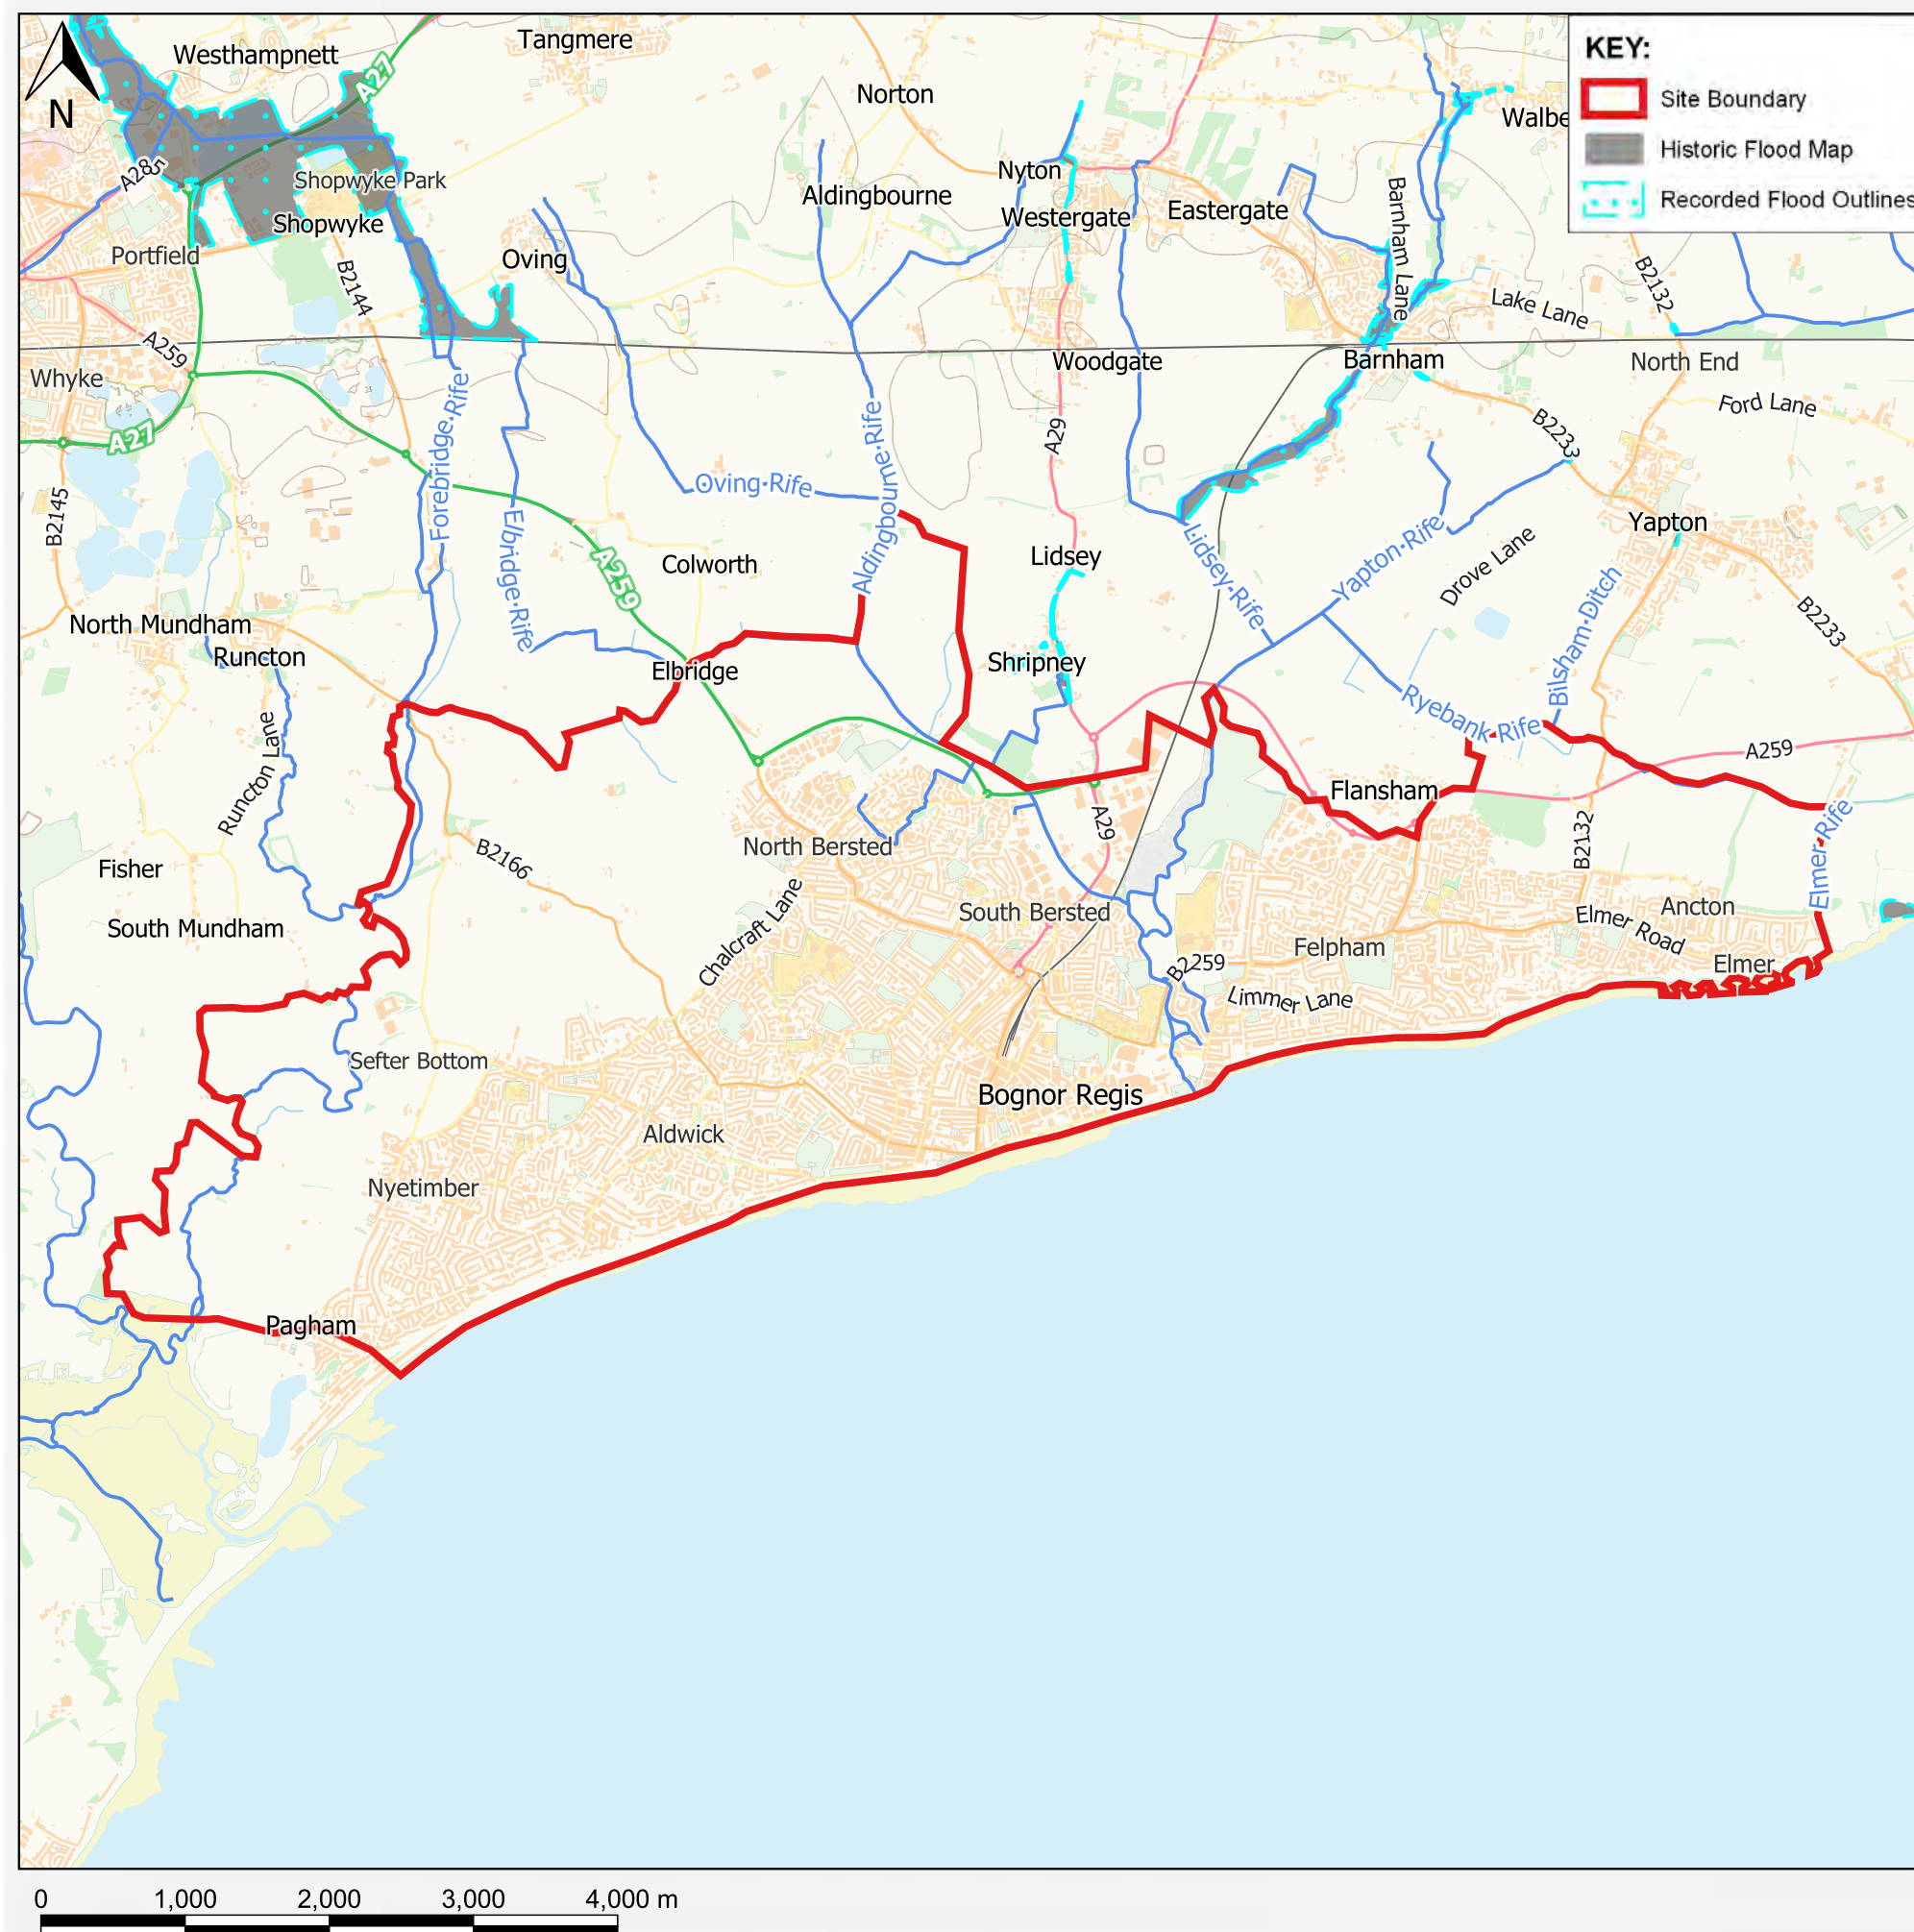 Westhampnett
Tangmere
A27
Norton
N
Walbe
KEY:
Site Boundary
Historic Flood Map
Recorded Flood Outlines
A285
Shopwyke Park
Shopwyke
Portfield
B2144
Oving
Aldingbourne
Nyton
Westergate
Eastergate
Barnham Lane
B2132
Lake Lane
A259
Whyke
A27
Woodgate
Barnham
North End
Ford Lane
B2145
Forebridge Rife
Elbridge Rife
Oving Rife
Aldingbourne Rife
A29
B2233
Yapton
Lidsey
Lidsey Rife
Yapton Rife
Drove Lane
Bilsham Ditch
B2233
A259
Colworth
North Mundham
Runcton
Elbridge
Shripney
Ryebank Rife
A259
Runcton Lane
Flansham
A29
B2132
Elmer Rife
North Bersted
B2166
Fisher
South Mundham
Chalcraft Lane
South Bersted
Felpham
Elmer Road
Ancton
Elmer
B2259
Limmer Lane
Sefter Bottom
Bognor Regis
Aldwick
Nyetimber
Pagham
0 1,000 2,000 3,000 4,000 m